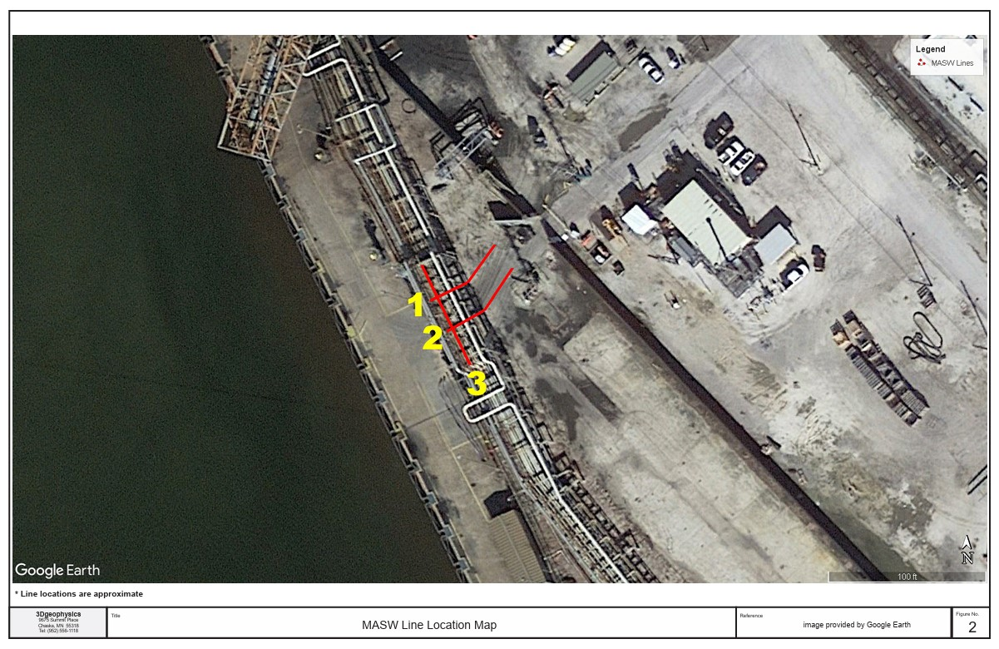 Legend
MASW Lines
1
2
3
Google Earth
N
100 ft
* Line locations are approximate
3Dgeophysics
9675 Summit Place
Chaska, MN 55318
Tel: (952) 556-1118
Title
MASW Line Location Map
Reference
image provided by Google Earth
Figure No.
2